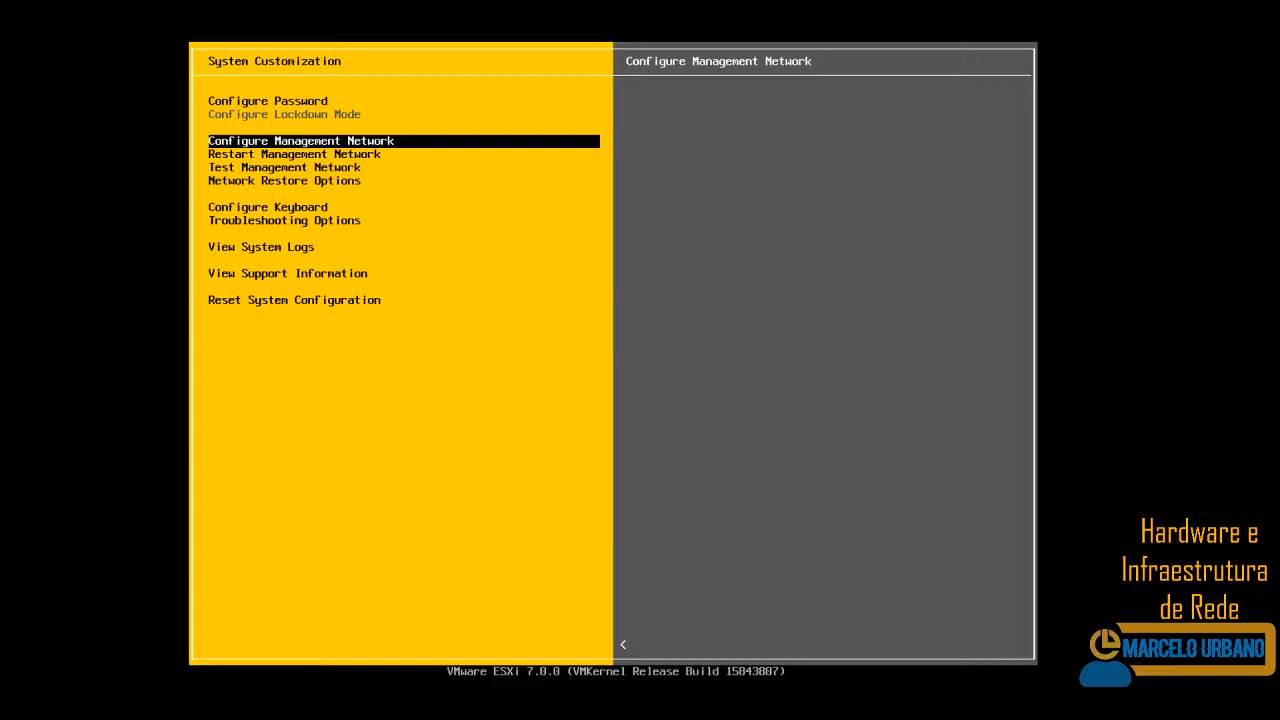 System Customization
Configure Password
Configure Lockdown Mode
Configure Management Network
Restart Management Network
Test Management Network
Network Restore Options
Configure Keyboard
Troubleshooting Options
View System Logs
View Support Information
Reset System Configuration
Configure Management Network
<
VMware ESXi 7.0.0 (VMKernel Release Build 15843807)
Hardware e
Infraestrutura
de Rede
MARCELO URBANO